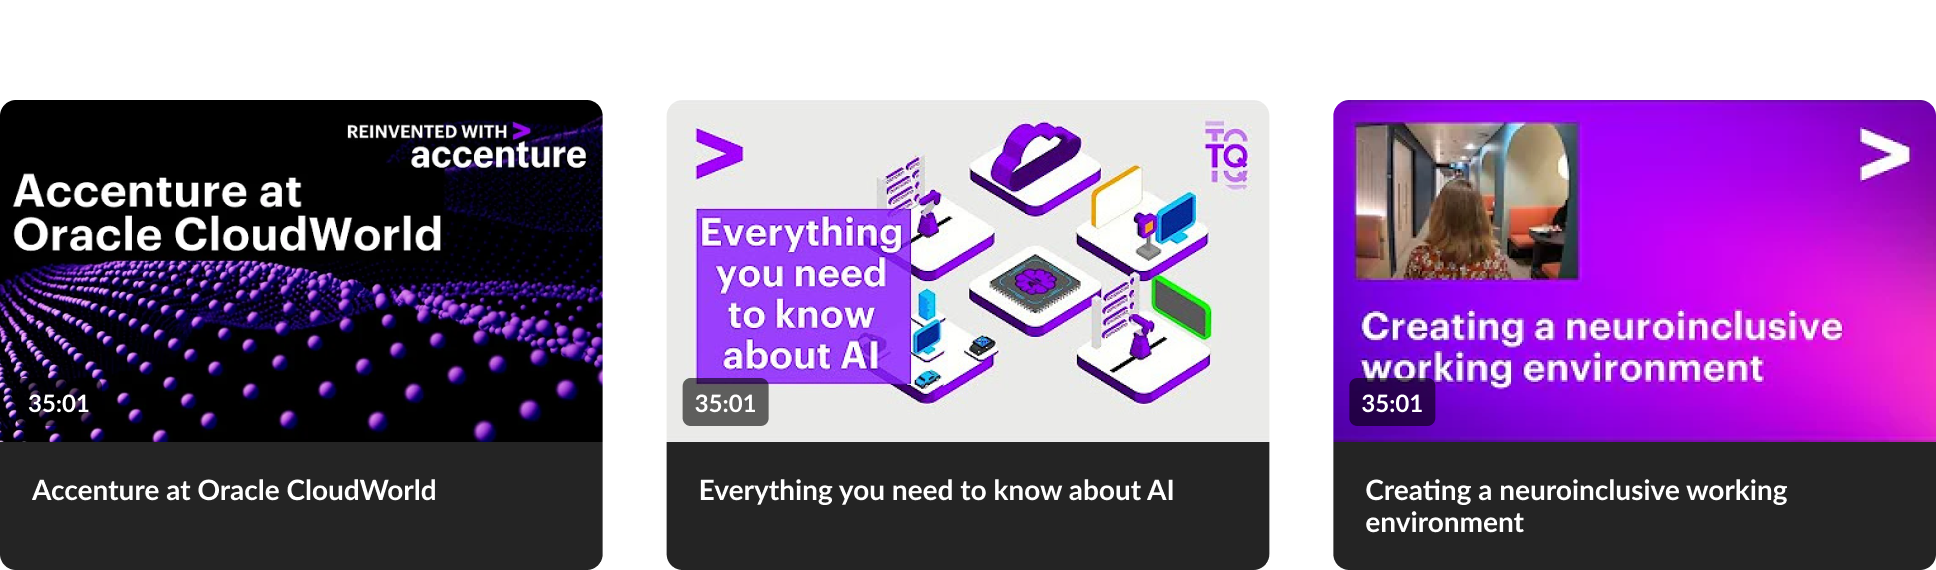 REINVENTED WITH >
accenture
Accenture at
Oracle CloudWorld
35:01
Accenture at Oracle CloudWorld
TQ
Everything
you need
to know
about AI
35:01
Everything you need to know about AI
Creating a neuroinclusive
working environment
35:01
Creating a neuroinclusive working
environment